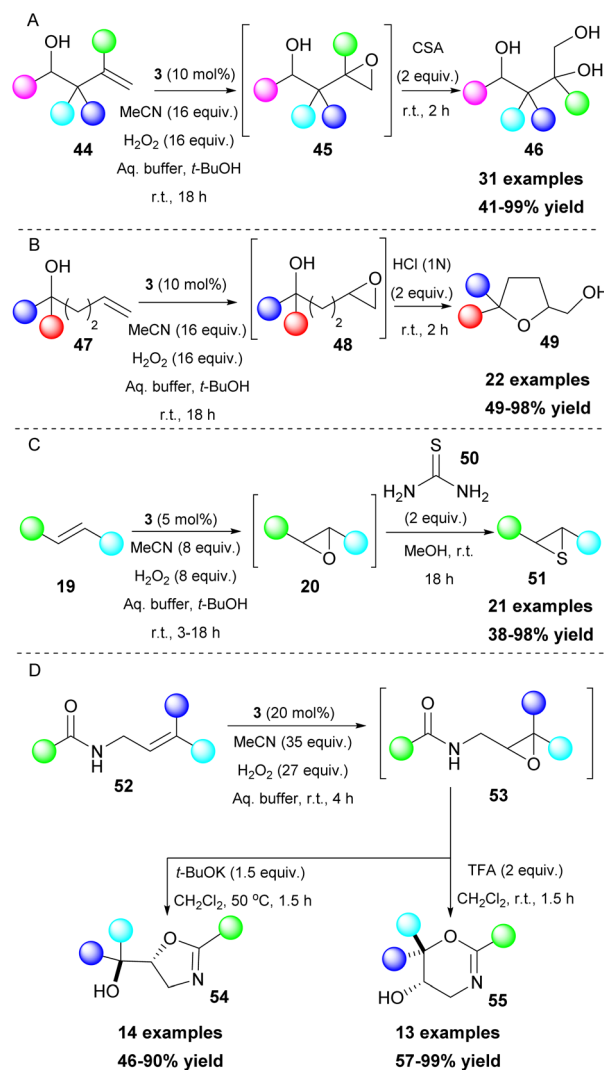 A
OH
3 (10 mol%)
MeCN (16 equiv.)
H2O2 (16 equiv.)
Aq. buffer, t-BuOH
r.t., 18 h
44
OH
O
45
CSA
(2 equiv.)
r.t., 2 h
OH
OH
OH
46
31 examples
41-99% yield
B
OH
2
47
3 (10 mol%)
MeCN (16 equiv.)
H2O2 (16 equiv.)
Aq. buffer, t-BuOH
r.t., 18 h
OH
O
2
48
HCl (1N)
(2 equiv.)
r.t., 2 h
OH
O
49
22 examples
49-98% yield
C
19
3 (5 mol%)
MeCN (8 equiv.)
H2O2 (8 equiv.)
Aq. buffer, t-BuOH
r.t., 3-18 h
O
20
S
50
H2N
NH2
(2 equiv.)
MeOH, r.t.
18 h
S
51
21 examples
38-98% yield
D
O
N
H
52
3 (20 mol%)
MeCN (35 equiv.)
H2O2 (27 equiv.)
Aq. buffer, r.t., 4 h
O
N
H
O
53
t-BuOK (1.5 equiv.)
CH2Cl2, 50 °C, 1.5 h
TFA (2 equiv.)
CH2Cl2, r.t., 1.5 h
O
N
HO
54
14 examples
46-90% yield
O
N
HO
55
13 examples
57-99% yield